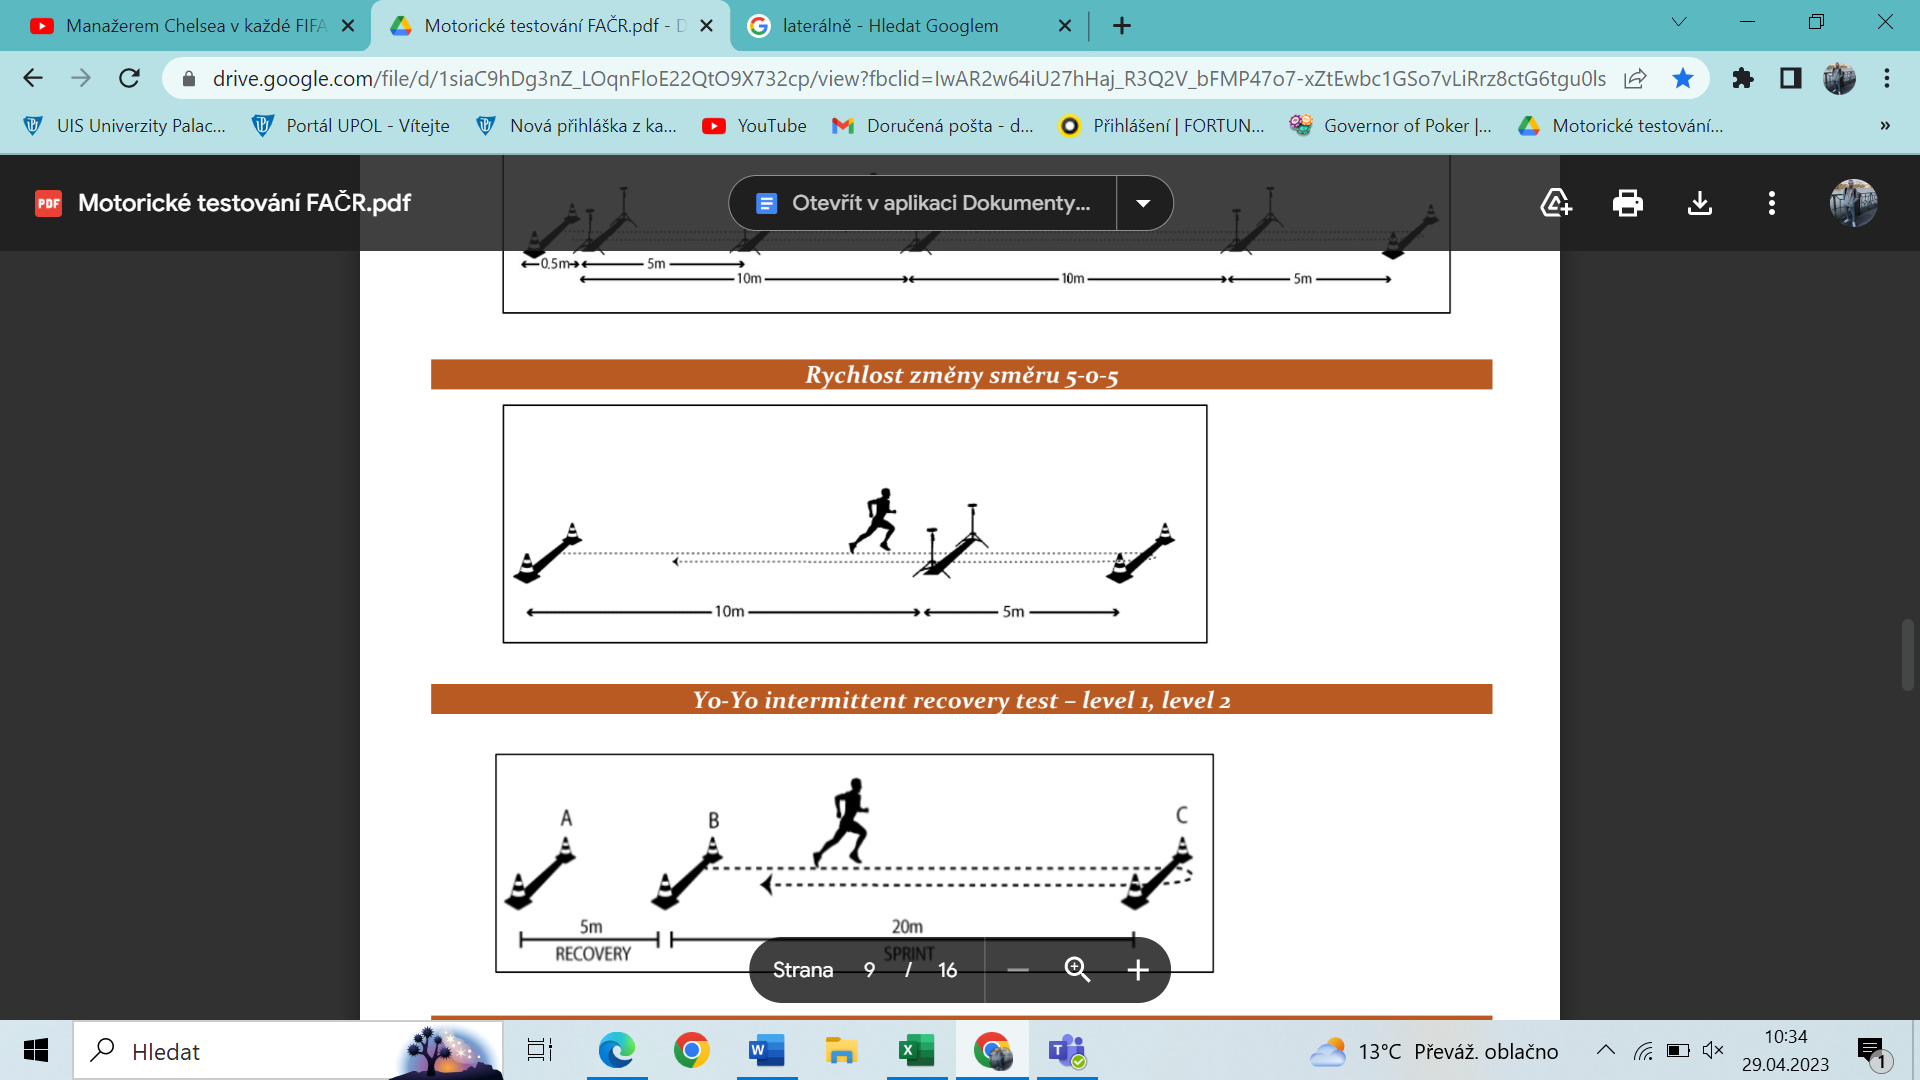 Manažerem Chelsea v každé FIFA
Motorické testování FAČR.pdf - D
laterálně - Hledat Googlem
drive.google.com/file/d/1siaC9hDg3nZ_LOqnFloE22QtO9X732cp/view?fbclid=IwAR2w64iU27hHaj_R3Q2V_bFMP47o7-xZtEwbc1GSo7vLiRrz8ctG6tgu0ls
UIS Univerzity Palac...
Portál UPOL - Vítejte
Nová přihláška z ka...
YouTube
Doručená pošta - d...
Přihlášení | FORTUN...
Governor of Poker |...
Motorické testování...
»
PDF
Motorické testování FAČR.pdf
Otevřít v aplikaci Dokumenty...
0.5m
5m
10m
10m
5m
Rychlost změny směru 5-0-5
10m
5m
Yo-Yo intermittent recovery test – level 1, level 2
A
B
C
5m
20m
RECOVERY
SPRINT
Strana 9 / 16
Hledat
13°C Převáž. oblačno
10:34
29.04.2023
1